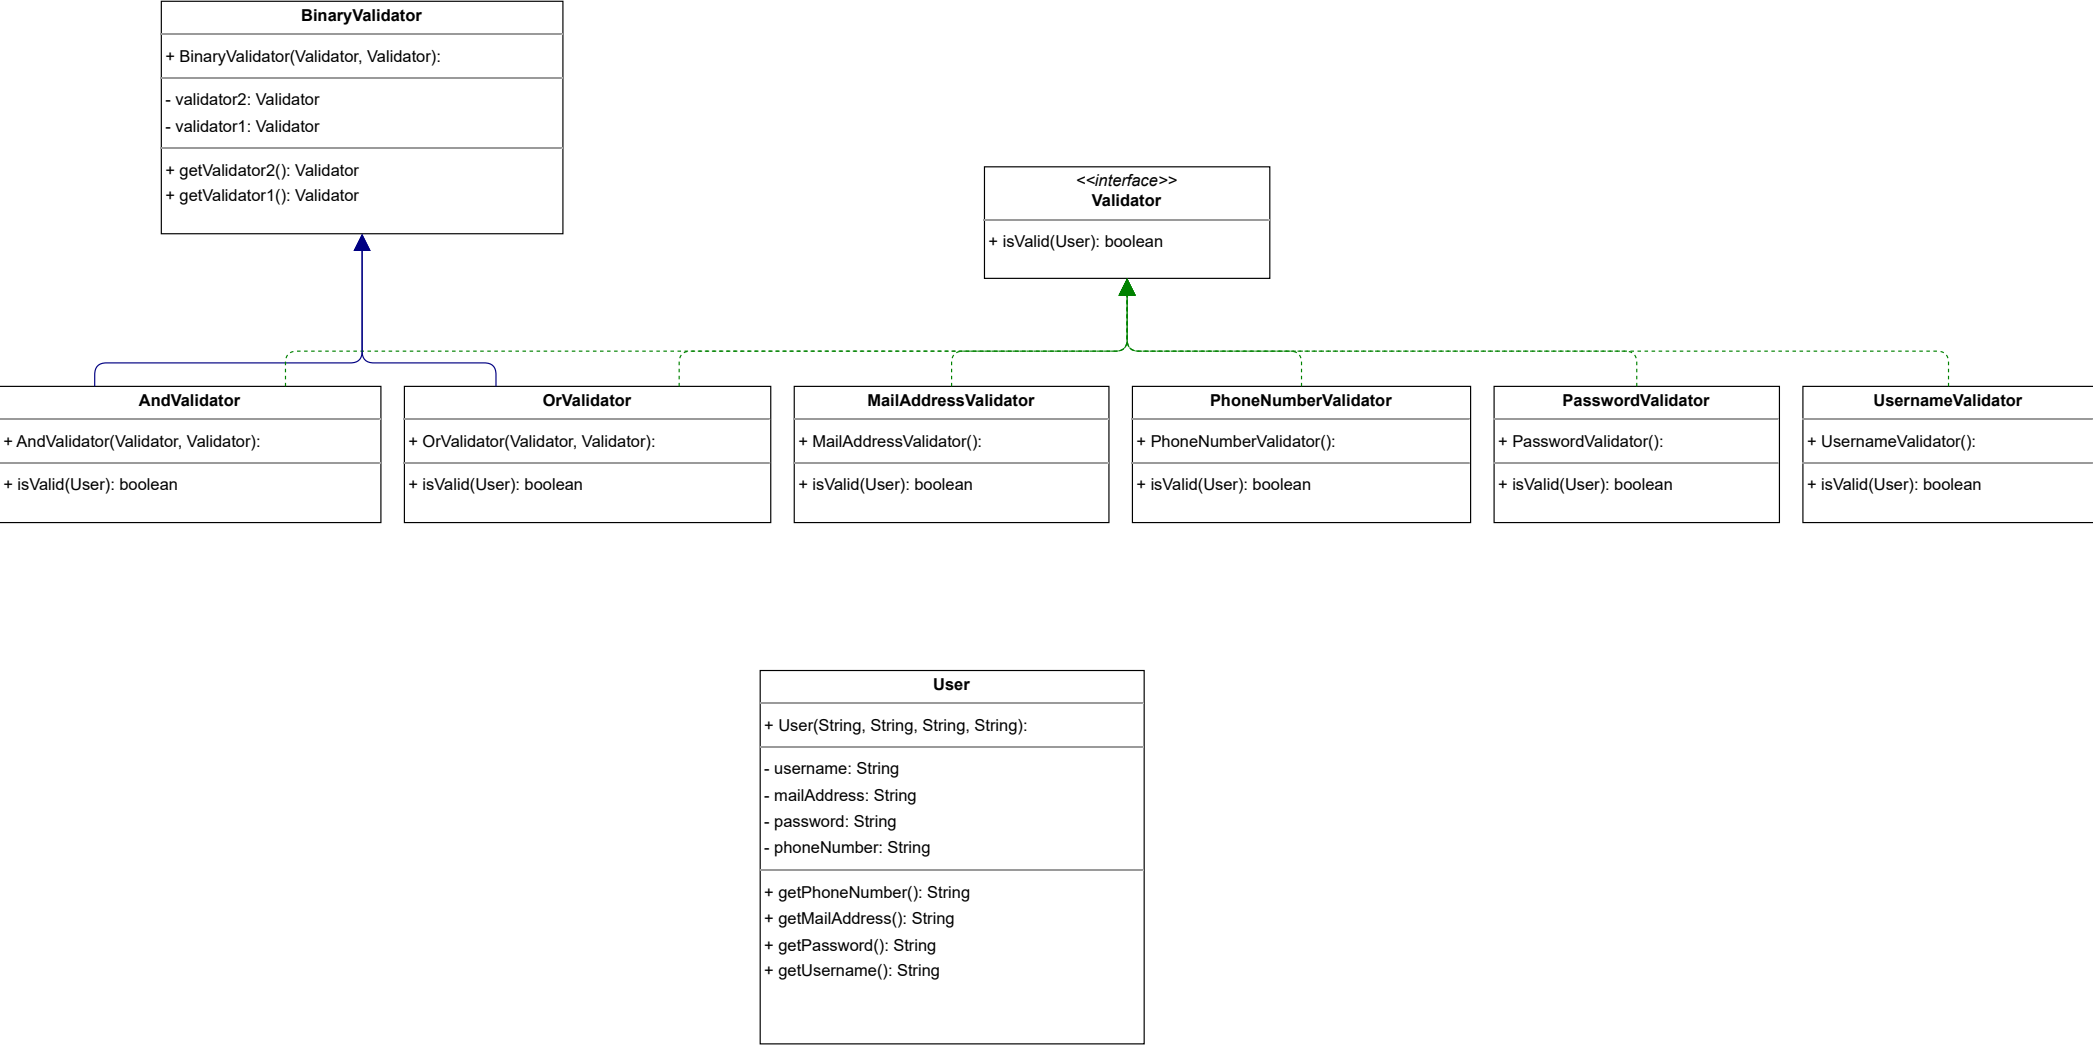 BinaryValidator
+ BinaryValidator(Validator, Validator):
- validator2: Validator
- validator1: Validator
+ getValidator2(): Validator
+ getValidator1(): Validator
<<interface>>
Validator
+ isValid(User): boolean
AndValidator
+ AndValidator(Validator, Validator):
+ isValid(User): boolean
OrValidator
+ OrValidator(Validator, Validator):
+ isValid(User): boolean
MailAddressValidator
+ MailAddressValidator():
+ isValid(User): boolean
PhoneNumberValidator
+ PhoneNumberValidator():
+ isValid(User): boolean
PasswordValidator
+ PasswordValidator():
+ isValid(User): boolean
UsernameValidator
+ UsernameValidator():
+ isValid(User): boolean
User
+ User(String, String, String, String):
- username: String
- mailAddress: String
- password: String
- phoneNumber: String
+ getPhoneNumber(): String
+ getMailAddress(): String
+ getPassword(): String
+ getUsername(): String